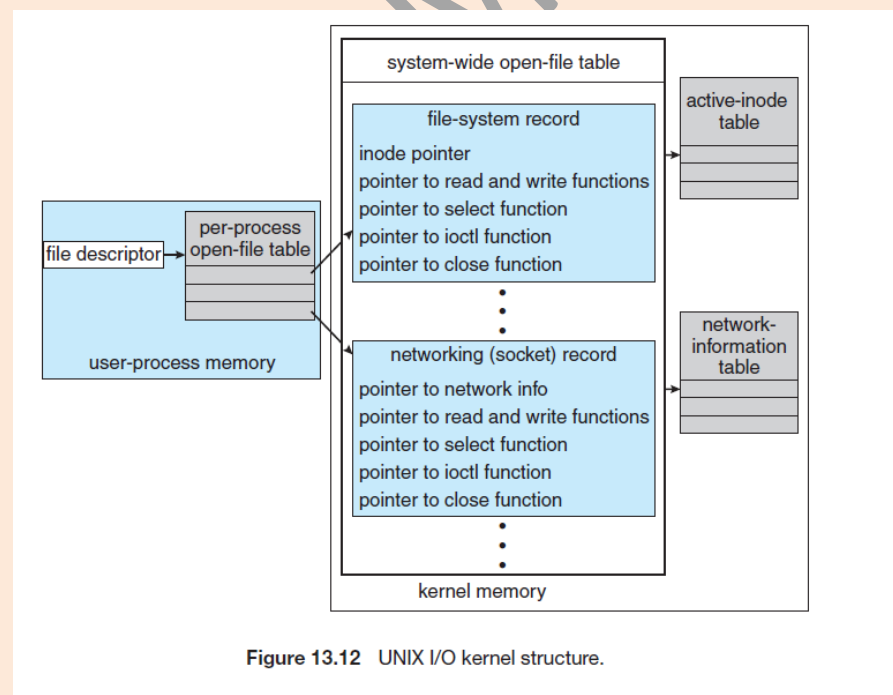 system-wide open-file table
file-system record
inode pointer
pointer to read and write functions
pointer to select function
pointer to ioctl function
pointer to close function
active-inode
table
file descriptor
per-process
open-file table
user-process memory
networking (socket) record
pointer to network info
pointer to read and write functions
pointer to select function
pointer to ioctl function
pointer to close function
network-
information
table
kernel memory
Figure 13.12 UNIX I/O kernel structure.